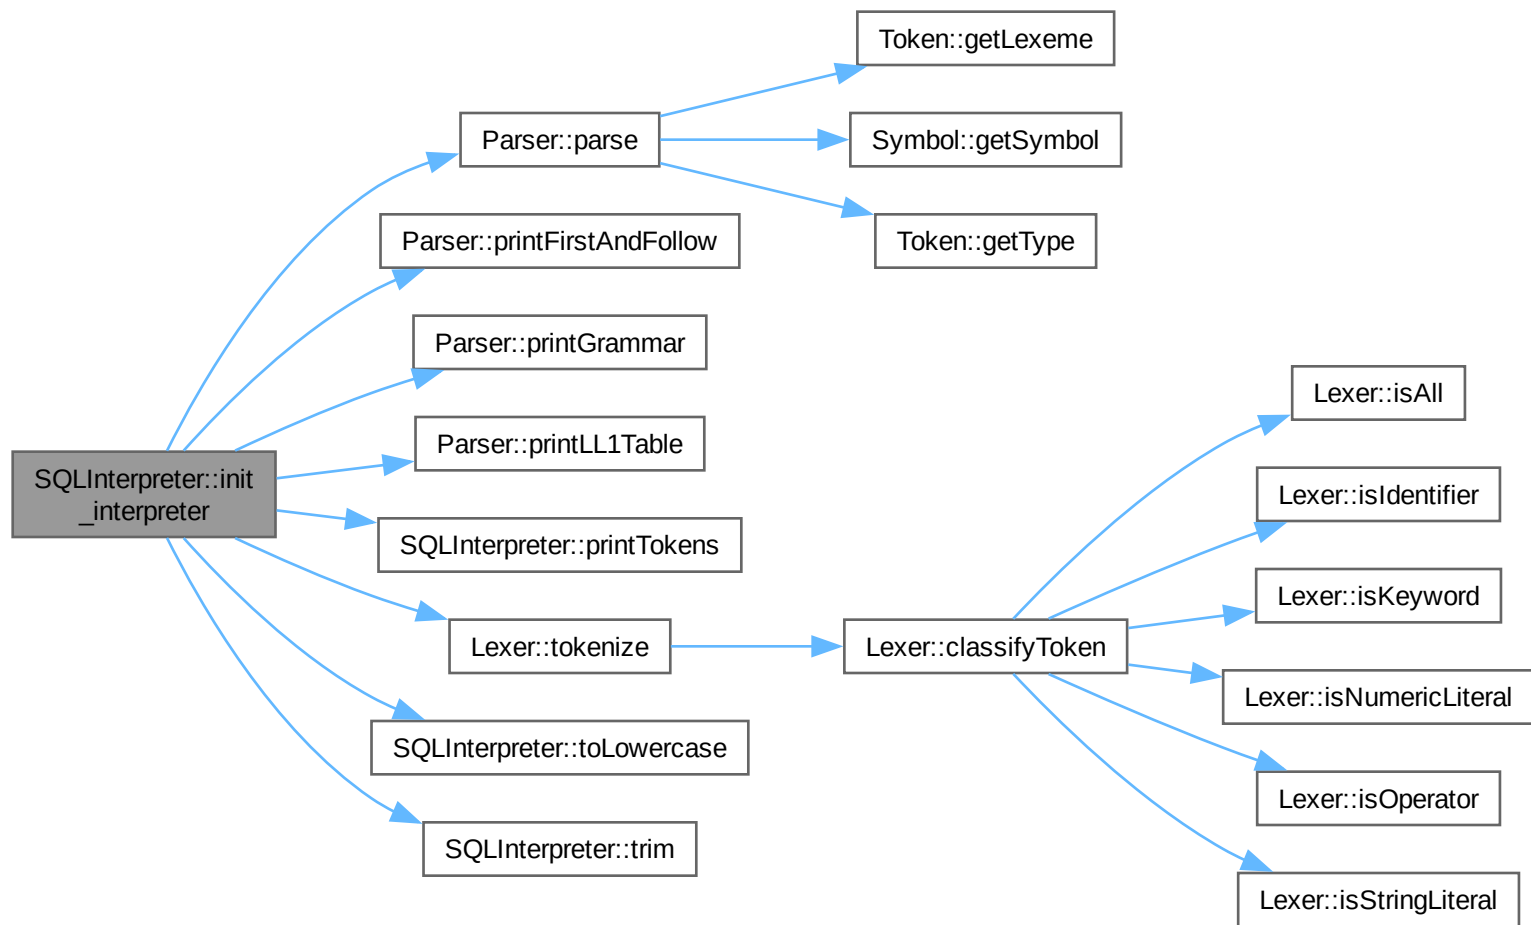 Token::getLexeme
Parser::parse
Symbol::getSymbol
Parser::printFirstAndFollow
Token::getType
Parser::printGrammar
Lexer::isAll
Parser::printLL1Table
SQLInterpreter::init
_interpreter
Lexer::isIdentifier
SQLInterpreter::printTokens
Lexer::isKeyword
Lexer::tokenize
Lexer::classifyToken
Lexer::isNumericLiteral
SQLInterpreter::toLowercase
Lexer::isOperator
SQLInterpreter::trim
Lexer::isStringLiteral